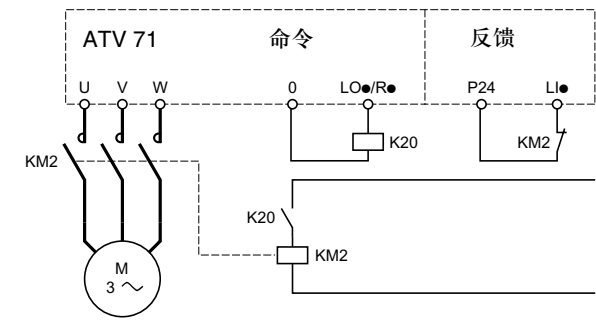 ATV 71 命令 反馈
U V W 0 LO●/R● P24 LI●
K20 KM2
KM2
K20
KM2
M
3 ~